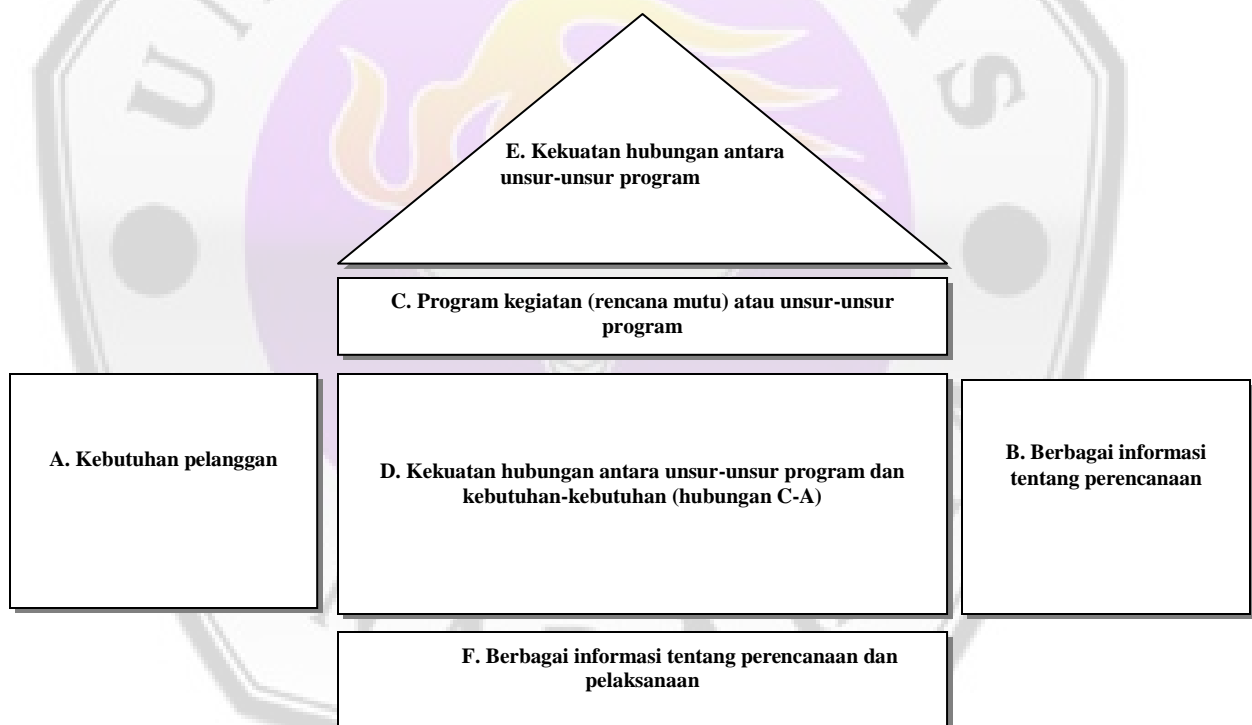 E. Kekuatan hubungan antara
unsur-unsur program
C. Program kegiatan (rencana mutu) atau unsur-unsur
program
A. Kebutuhan pelanggan
D. Kekuatan hubungan antara unsur-unsur program dan
kebutuhan-kebutuhan (hubungan C-A)
B. Berbagai informasi
tentang perencanaan
F. Berbagai informasi tentang perencanaan dan
pelaksanaan